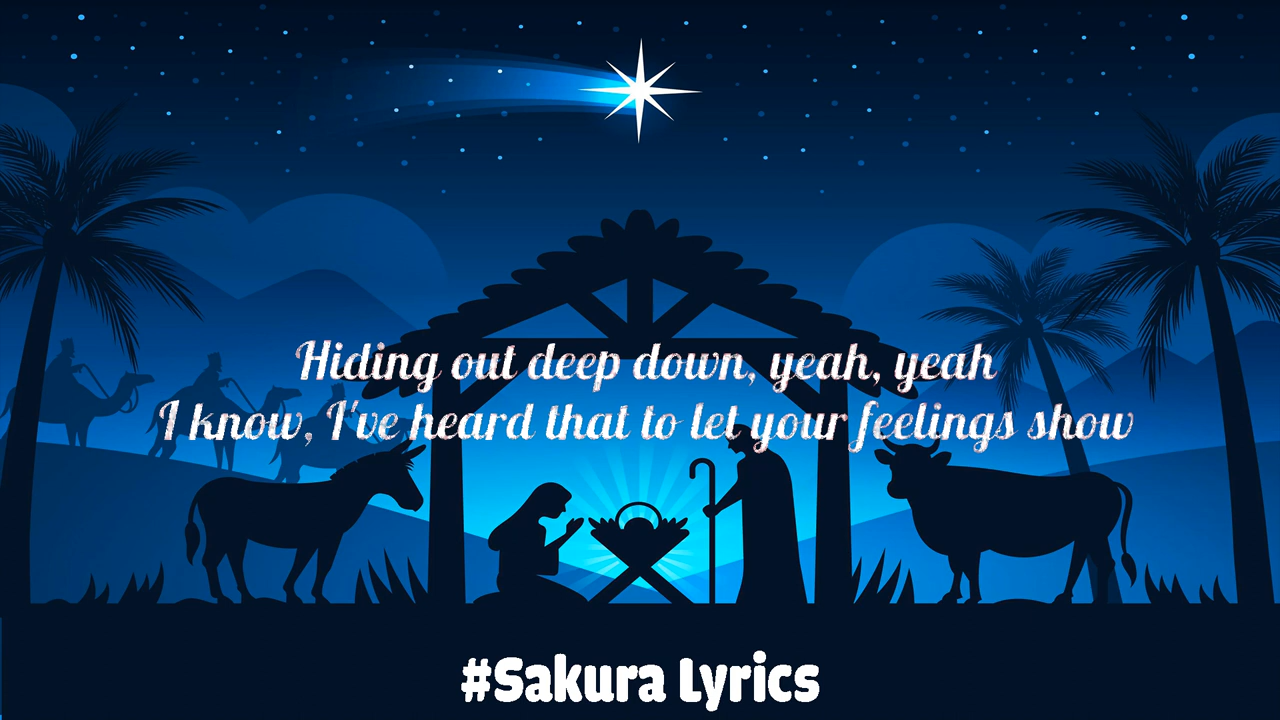 Hiding out deep down, yeah, yeah
I know, I've heard that to let your feelings show
#Sakura Lyrics